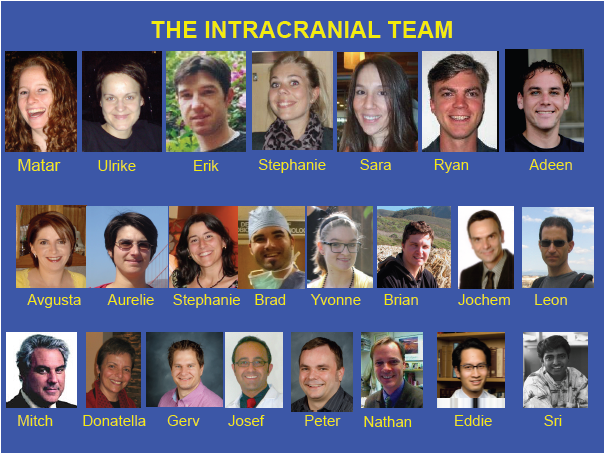 THE INTRACRANIAL TEAM
Matar Ulrike Erik Stephanie Sara Ryan Adeen
Avgusta Aurelie Stephanie Brad Yvonne Brian Jochem Leon
Mitch Donatella Gerv Josef Peter Nathan Eddie Sri